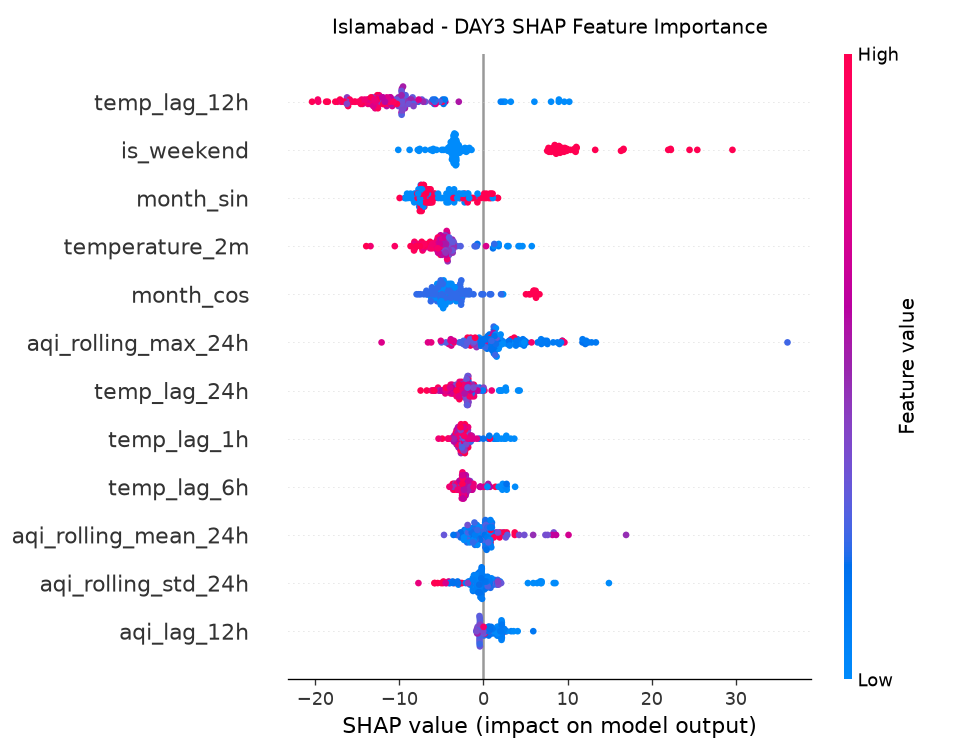 Islamabad - DAY3 SHAP Feature Importance
High
temp_lag_12h
is_weekend
month_sin
temperature_2m
month_cos
aqi_rolling_max_24h
temp_lag_24h
temp_lag_1h
temp_lag_6h
aqi_rolling_mean_24h
aqi_rolling_std_24h
aqi_lag_12h
Feature value
Low
−20 −10 0 10 20 30
SHAP value (impact on model output)